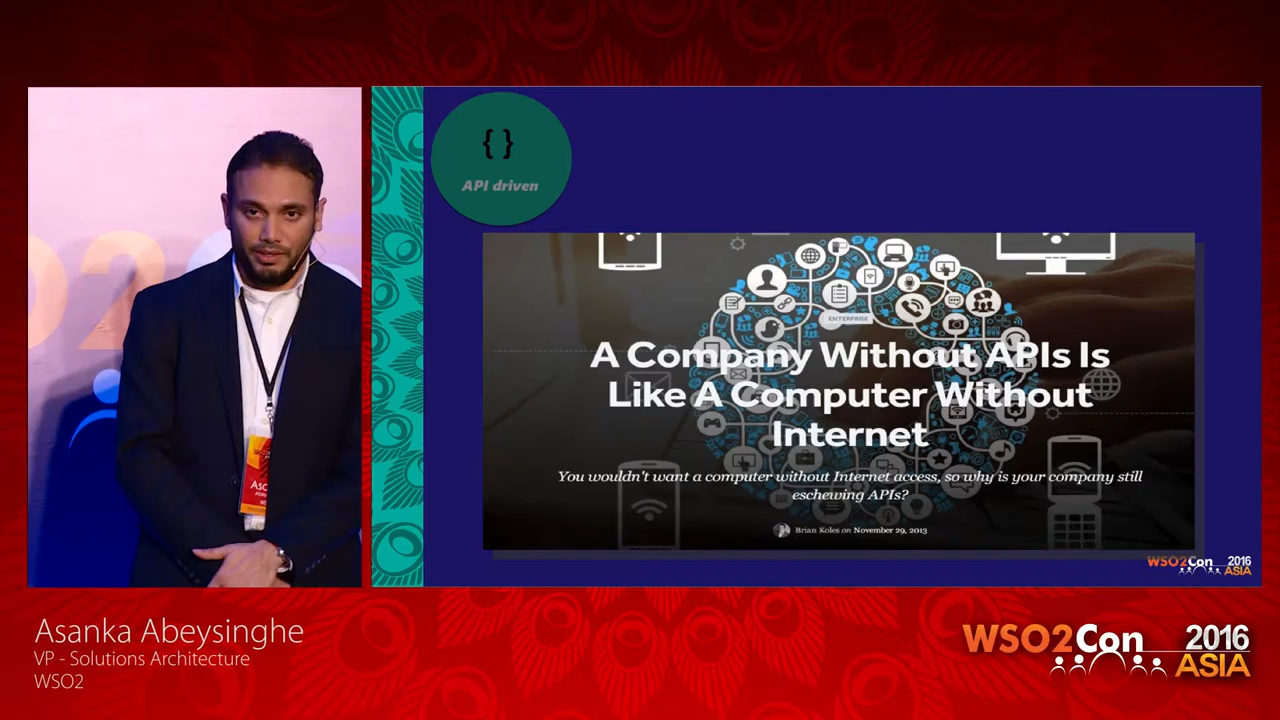 { }
API driven
ENTERPRISE
A Company Without APIs Is
Like A Computer Without
Internet
You wouldn't want a computer without Internet access, so why is your company still
eschewing APIs?
Brian Koles on November 29, 2013
WSO2Con 2016
ASIA
Asanka Abeysinghe
VP - Solutions Architecture
WSO2
WSO2Con 2016
ASIA